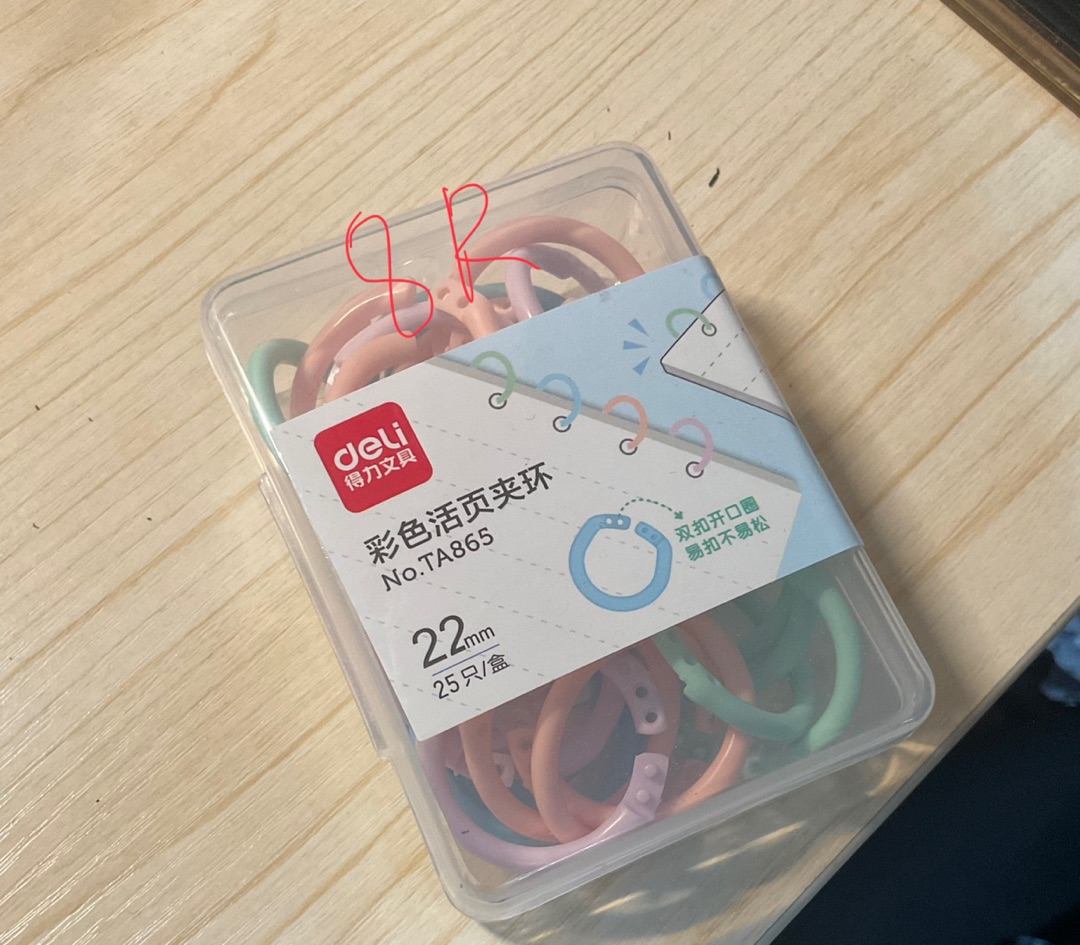 8R
deli
得力文具
彩色活页夹环
No.TA865
双扣开口圈
易扣不易松
22mm
25只/盒